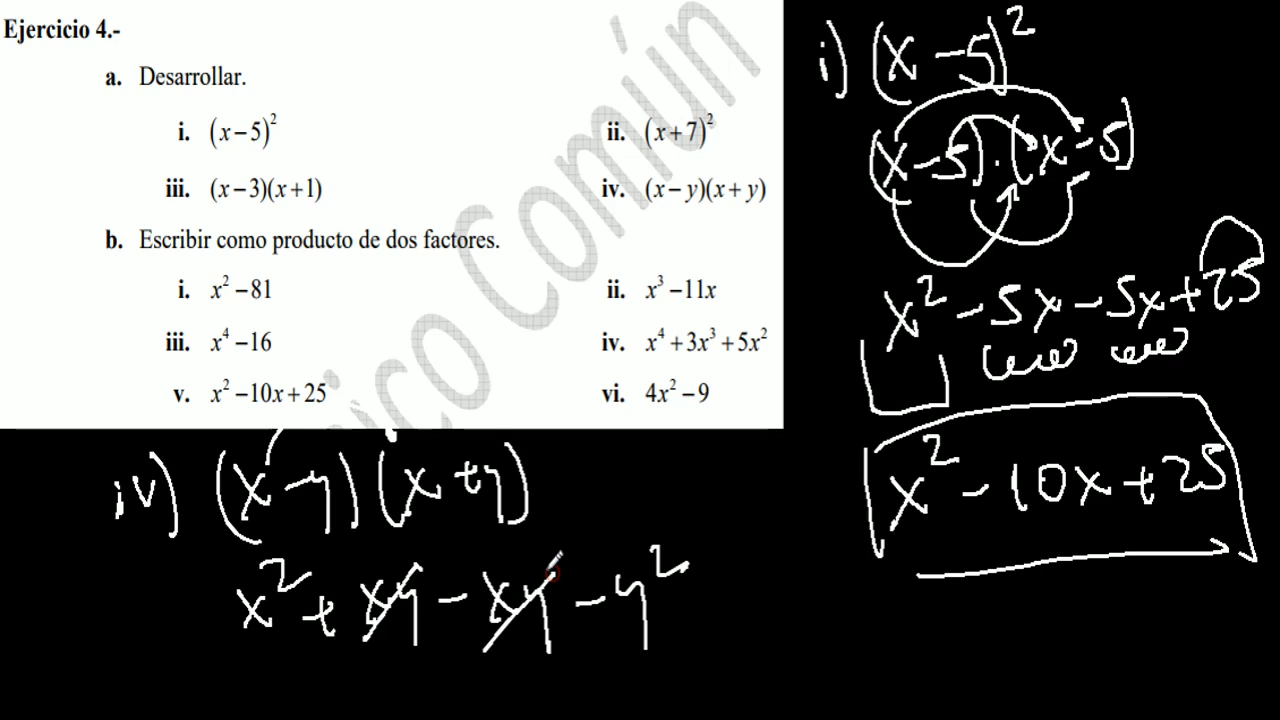 Ejercicio 4.-
a. Desarrollar.
i. (x−5)²
ii. (x+7)²
iii. (x−3)(x+1)
iv. (x−y)(x+y)
b. Escribir como producto de dos factores.
i. x²−81
ii. x³−11x
iii. x⁴−16
iv. x⁴+3x³+5x²
v. x²−10x+25
vi. 4x²−9
ico Común
i) (x−5)²
(x−5)·(x−5)
x²−5x−5x+25
x²−10x+25
iv) (x−y)(x+y)
x²+xy−xy−y²